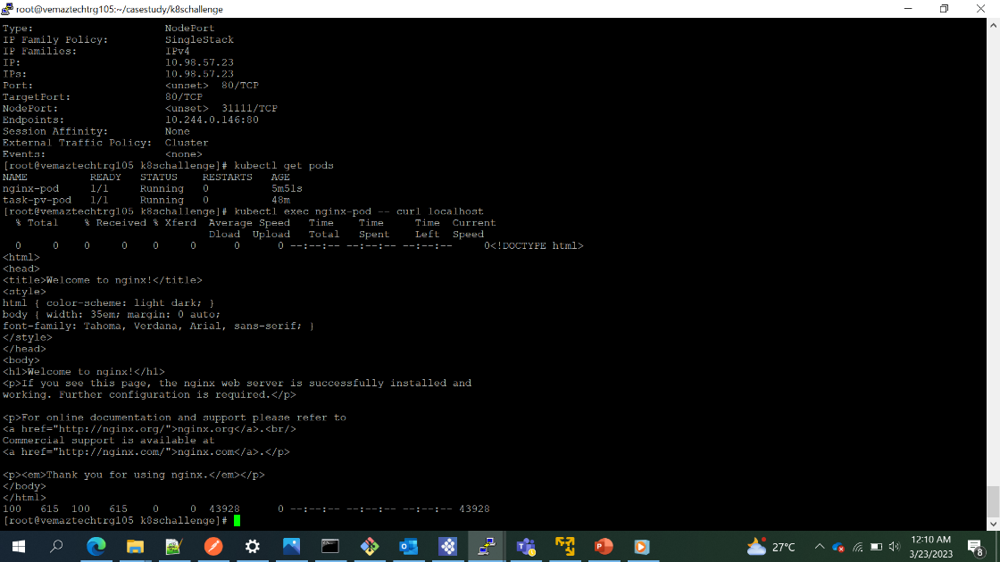 root@vemaztechtrg105:~/casestudy/k8schallenge
Type: NodePort
IP Family Policy: SingleStack
IP Families: IPv4
IP: 10.98.57.23
IPs: 10.98.57.23
Port: <unset> 80/TCP
TargetPort: 80/TCP
NodePort: <unset> 31111/TCP
Endpoints: 10.244.0.146:80
Session Affinity: None
External Traffic Policy: Cluster
Events: <none>
[root@vemaztechtrg105 k8schallenge]# kubectl get pods
NAME READY STATUS RESTARTS AGE
nginx-pod 1/1 Running 0 5m51s
task-pv-pod 1/1 Running 0 48m
[root@vemaztechtrg105 k8schallenge]# kubectl exec nginx-pod -- curl localhost
% Total % Received % Xferd Average Speed Time Time Time Current
Dload Upload Total Spent Left Speed
0 0 0 0 0 0 0 0 --:--:-- --:--:-- --:--:-- 0<!DOCTYPE html>
<html>
<head>
<title>Welcome to nginx!</title>
<style>
html { color-scheme: light dark; }
body { width: 35em; margin: 0 auto;
font-family: Tahoma, Verdana, Arial, sans-serif; }
</style>
</head>
<body>
<h1>Welcome to nginx!</h1>
<p>If you see this page, the nginx web server is successfully installed and
working. Further configuration is required.</p>
<p>For online documentation and support please refer to
<a href="http://nginx.org/">nginx.org</a>.<br/>
Commercial support is available at
<a href="http://nginx.com/">nginx.com</a>.</p>
<p><em>Thank you for using nginx.</em></p>
</body>
</html>
100 615 100 615 0 0 43928 0 --:--:-- --:--:-- --:--:-- 43928
[root@vemaztechtrg105 k8schallenge]#
27°C
12:10 AM
3/23/2023
8